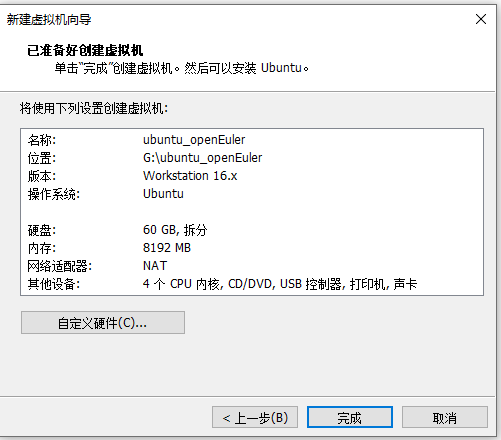 新建虚拟机向导
已准备好创建虚拟机
单击“完成”创建虚拟机。然后可以安装 Ubuntu。
将使用下列设置创建虚拟机:
名称: ubuntu_openEuler
位置: G:\ubuntu_openEuler
版本: Workstation 16.x
操作系统: Ubuntu
硬盘: 60 GB, 拆分
内存: 8192 MB
网络适配器: NAT
其他设备: 4 个 CPU 内核, CD/DVD, USB 控制器, 打印机, 声卡
自定义硬件(C)...
< 上一步(B) 完成 取消